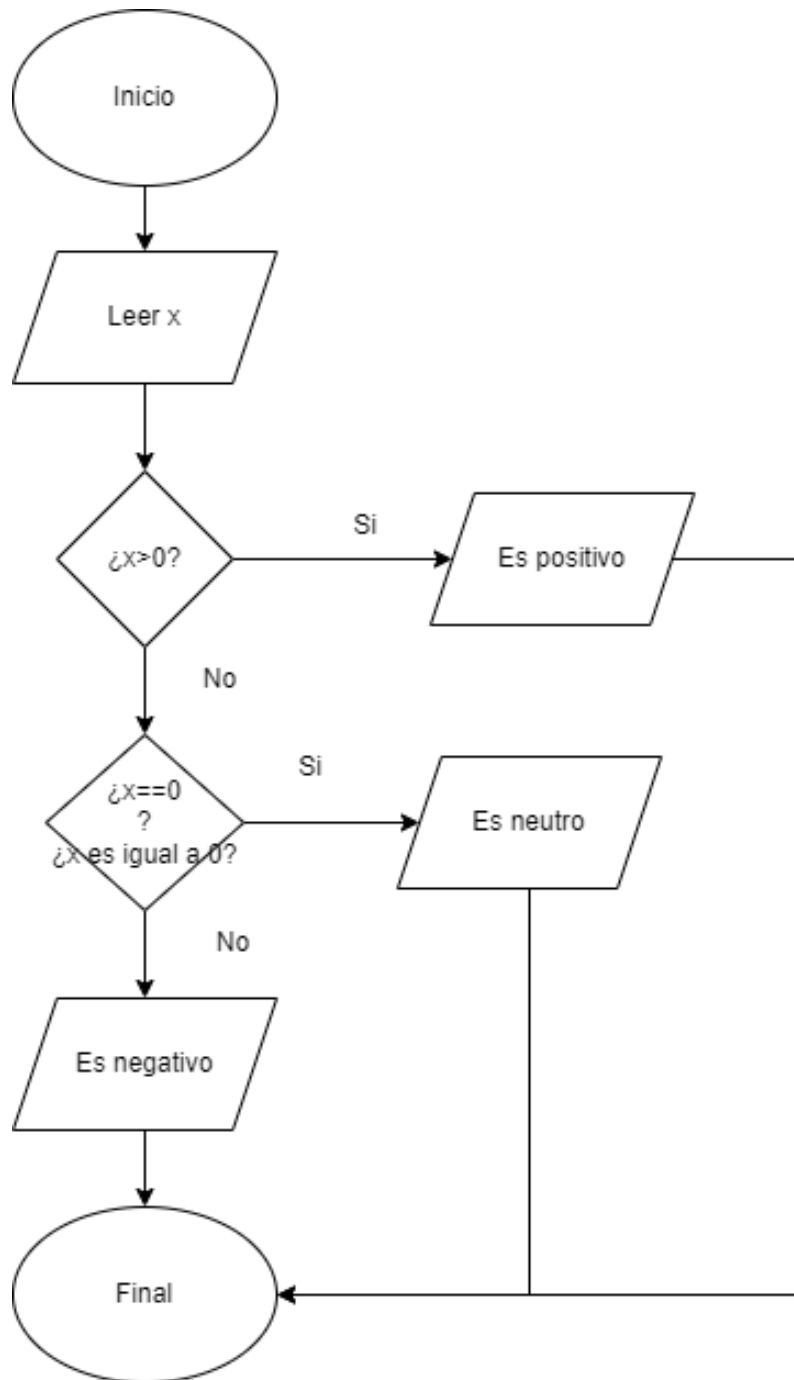 Inicio
Leer x
¿x>0?
Si
Es positivo
No
¿x==0
?
¿x es igual a 0?
Si
Es neutro
No
Es negativo
Final